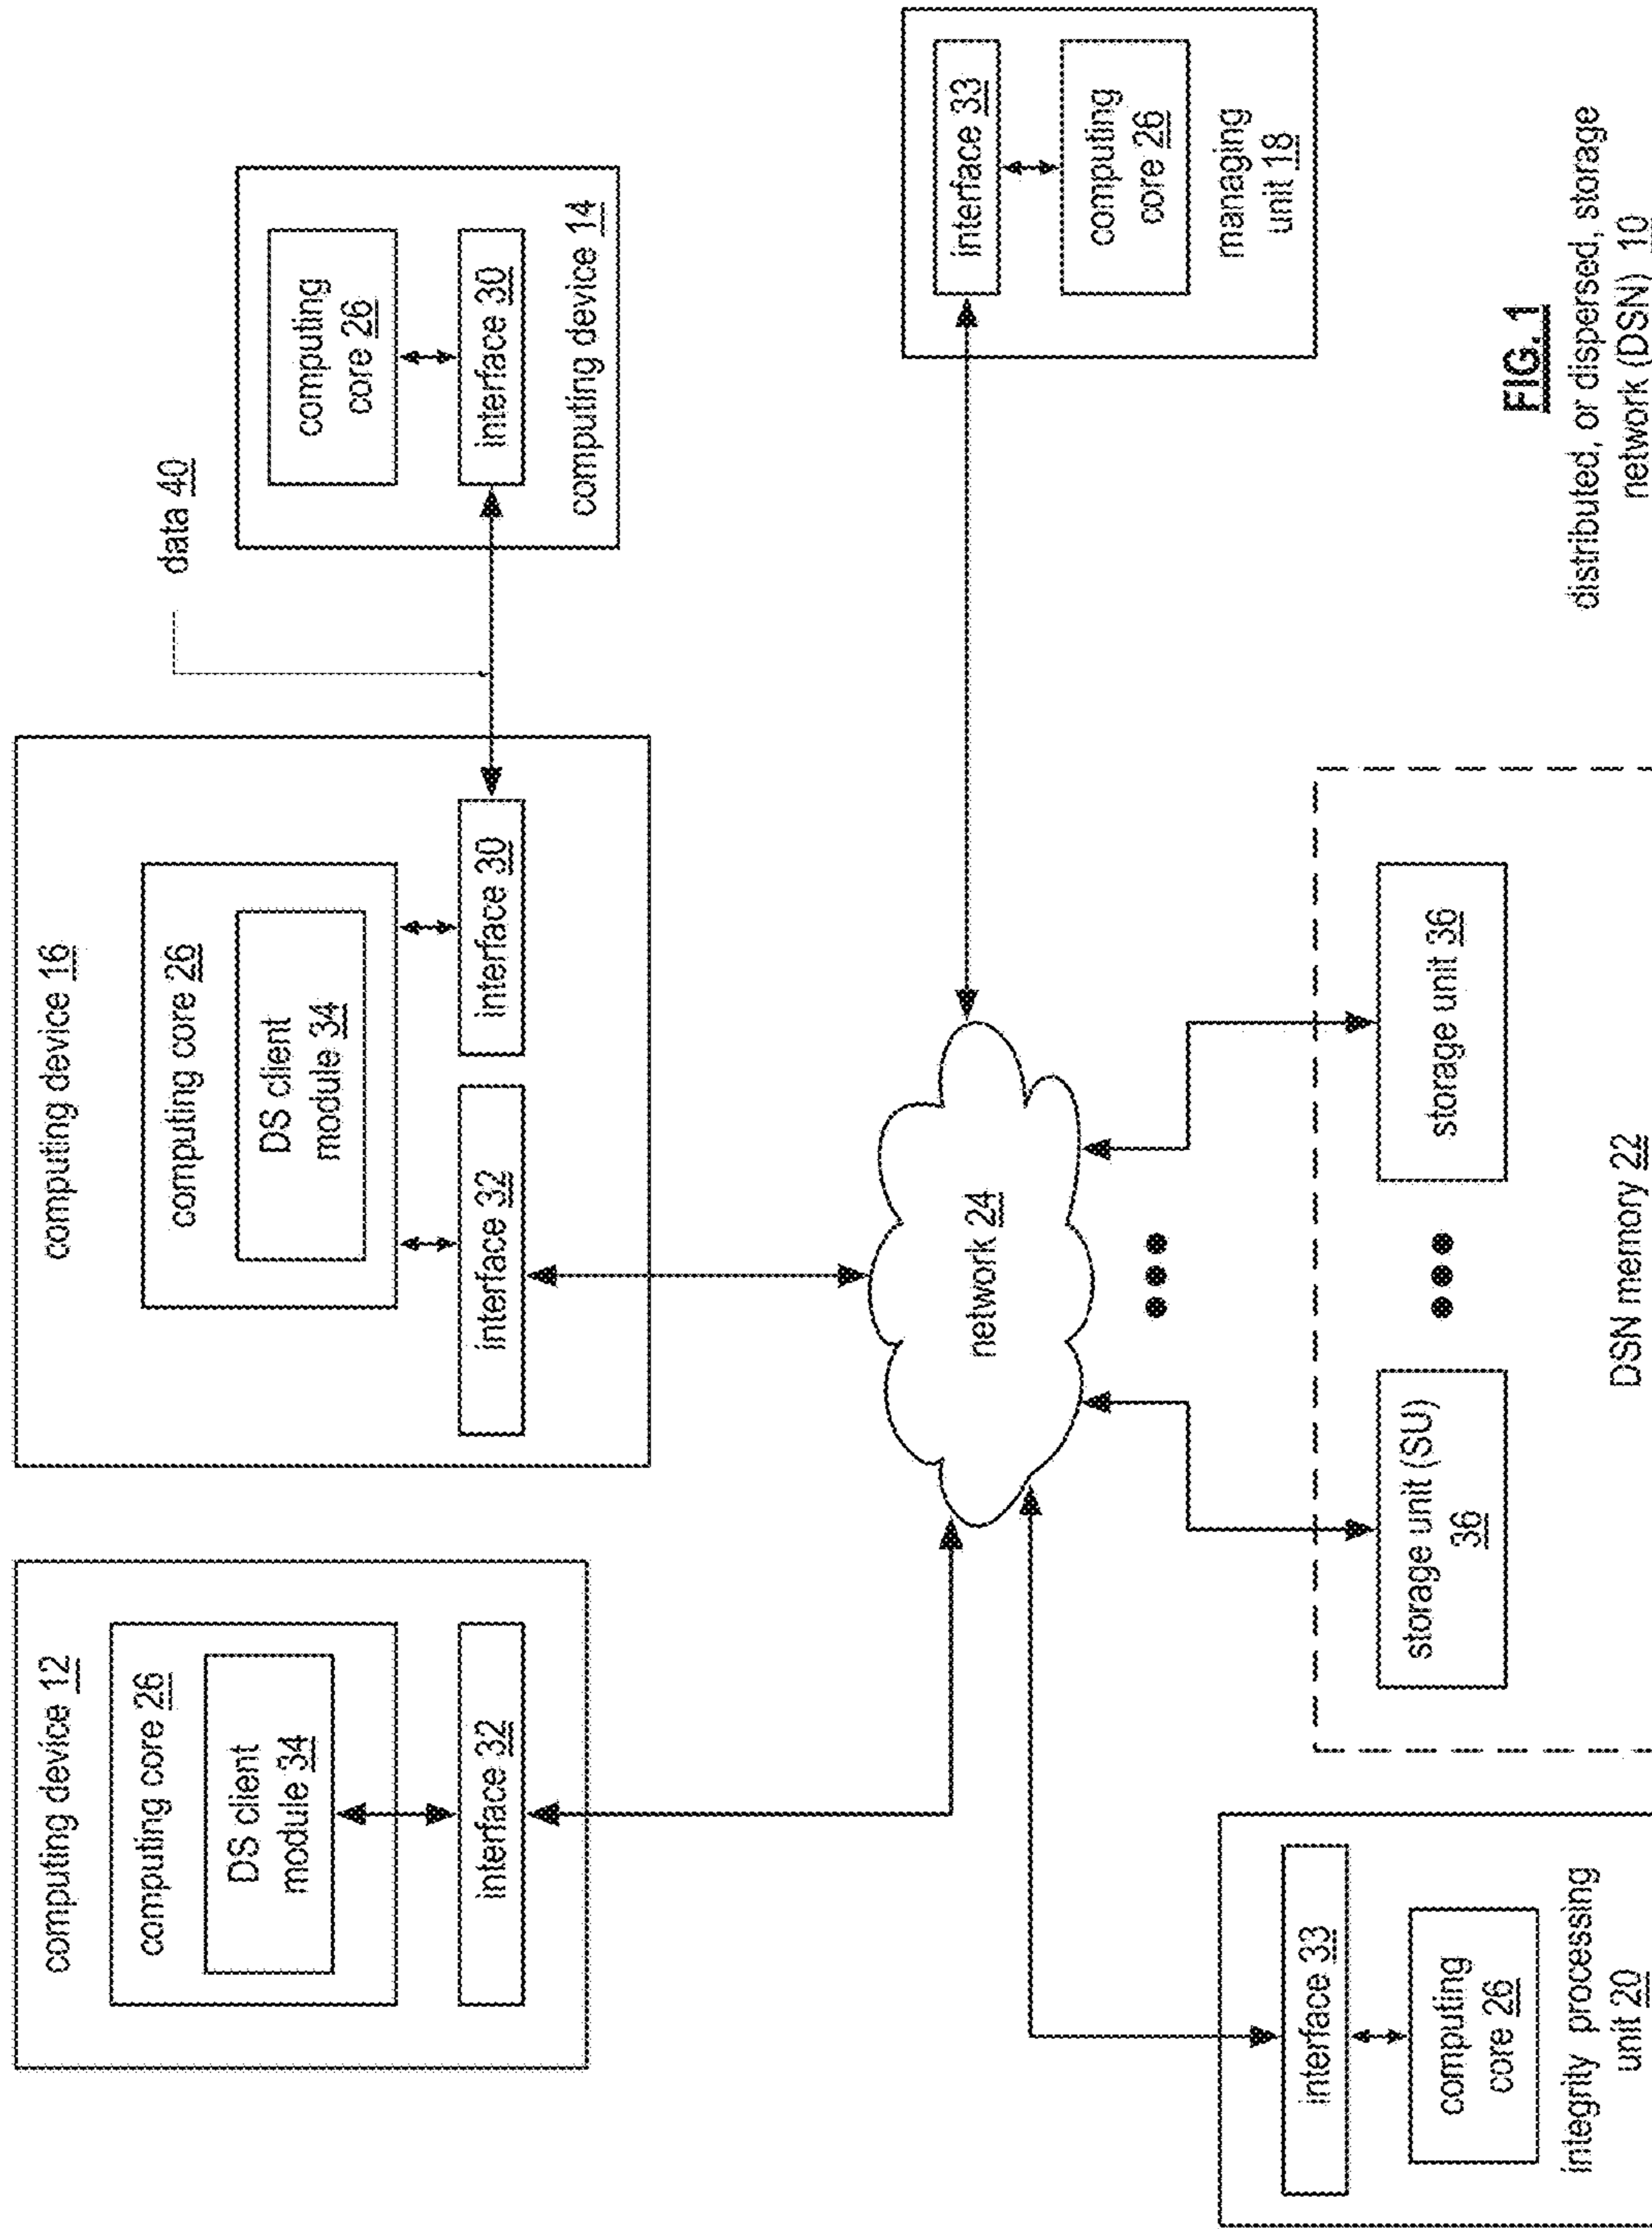 computing device 12
computing core 26
DS client
module 34
interface 32
computing device 16
computing core 26
DS client
module 34
interface 32
interface 30
data 40
computing
core 26
interface 30
computing device 14
network 24
interface 33
computing
core 26
managing
unit 18
interface 33
computing
core 26
integrity processing
unit 20
storage unit (SU)
36
storage unit 36
DSN memory 22
FIG. 1
distributed, or dispersed, storage
network (DSN) 10